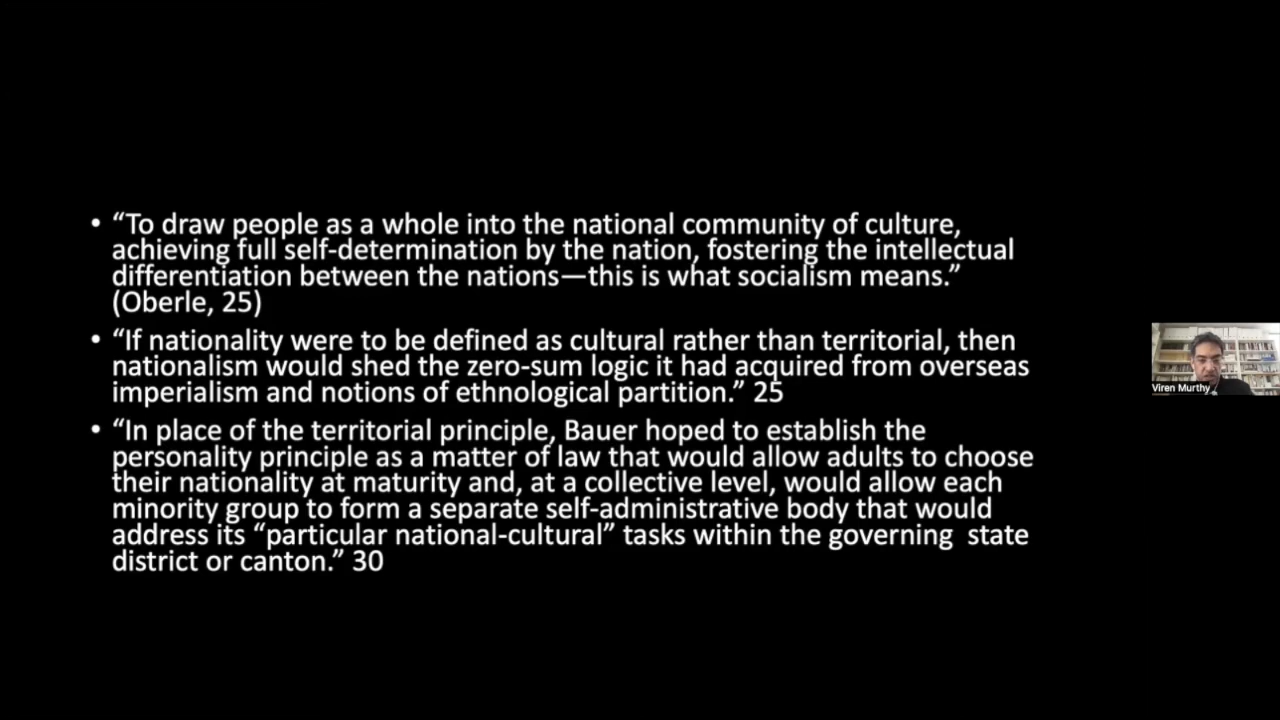 • “To draw people as a whole into the national community of culture,
achieving full self-determination by the nation, fostering the intellectual
differentiation between the nations—this is what socialism means.”
(Oberle, 25)
• “If nationality were to be defined as cultural rather than territorial, then
nationalism would shed the zero-sum logic it had acquired from overseas
imperialism and notions of ethnological partition.” 25
• “In place of the territorial principle, Bauer hoped to establish the
personality principle as a matter of law that would allow adults to choose
their nationality at maturity and, at a collective level, would allow each
minority group to form a separate self-administrative body that would
address its “particular national-cultural” tasks within the governing  state
district or canton.” 30
Viren Murthy